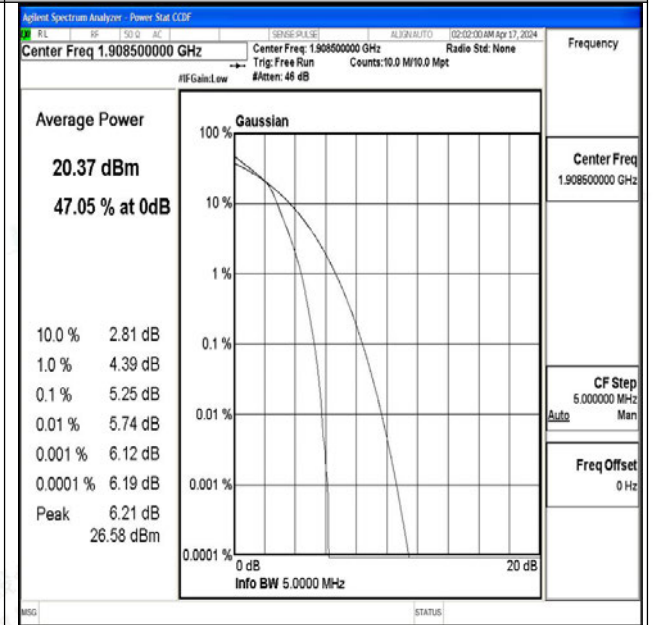 Agilent Spectrum Analyzer - Power Stat CCDF
RL RF 50 Ω AC SENSE:PULSE ALIGN AUTO 02:02:00 AM Apr 17, 2024
Center Freq 1.908500000 GHz
Center Freq: 1.908500000 GHz Radio Std: None
Trig: Free Run Counts:10.0 M/10.0 Mpt
#IFGain:Low #Atten: 46 dB
Frequency
Average Power
20.37 dBm
47.05 % at 0dB
10.0 % 2.81 dB
1.0 % 4.39 dB
0.1 % 5.25 dB
0.01 % 5.74 dB
0.001 % 6.12 dB
0.0001 % 6.19 dB
Peak 6.21 dB
26.58 dBm
Gaussian
100 %
10 %
1 %
0.1 %
0.01 %
0.001 %
0.0001 %
0 dB 20 dB
Info BW 5.0000 MHz
Center Freq
1.908500000 GHz
CF Step
5.000000 MHz
Auto Man
Freq Offset
0 Hz
MSG STATUS